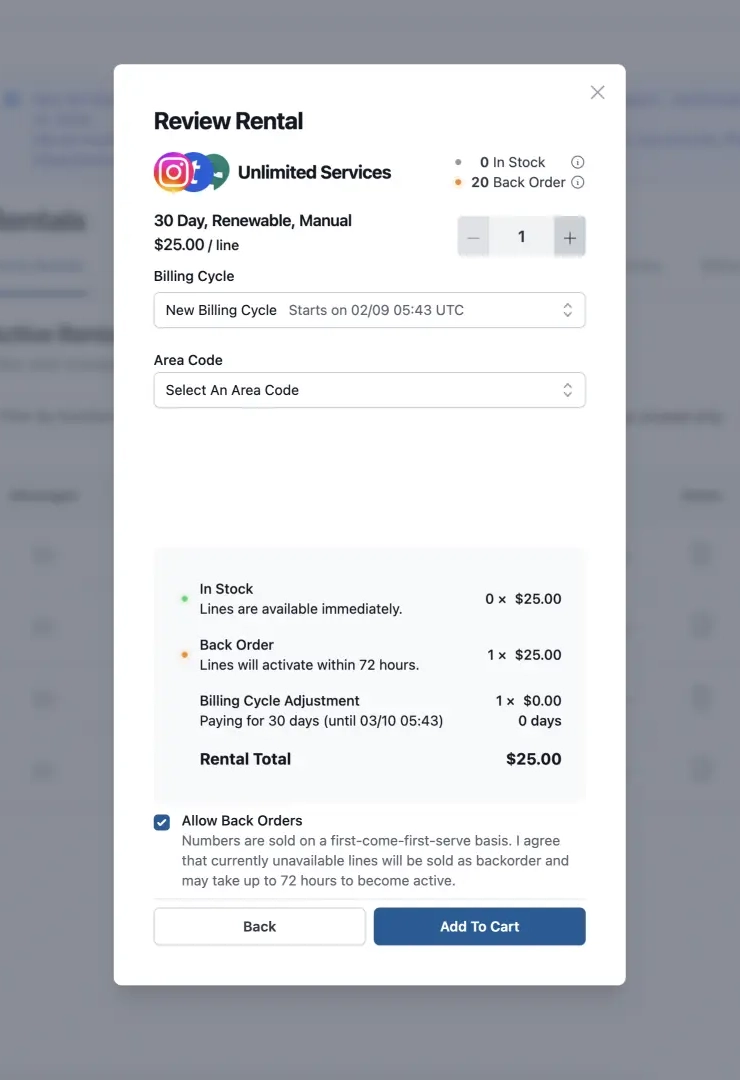 Review Rental
Unlimited Services
0 In Stock
20 Back Order
30 Day, Renewable, Manual
$25.00 / line
− 1 +
Billing Cycle
New Billing Cycle Starts on 02/09 05:43 UTC
Area Code
Select An Area Code
In Stock
Lines are available immediately.
0 × $25.00
Back Order
Lines will activate within 72 hours.
1 × $25.00
Billing Cycle Adjustment
Paying for 30 days (until 03/10 05:43)
1 × $0.00
0 days
Rental Total $25.00
Allow Back Orders
Numbers are sold on a first-come-first-serve basis. I agree
that currently unavailable lines will be sold as backorder and
may take up to 72 hours to become active.
Back
Add To Cart